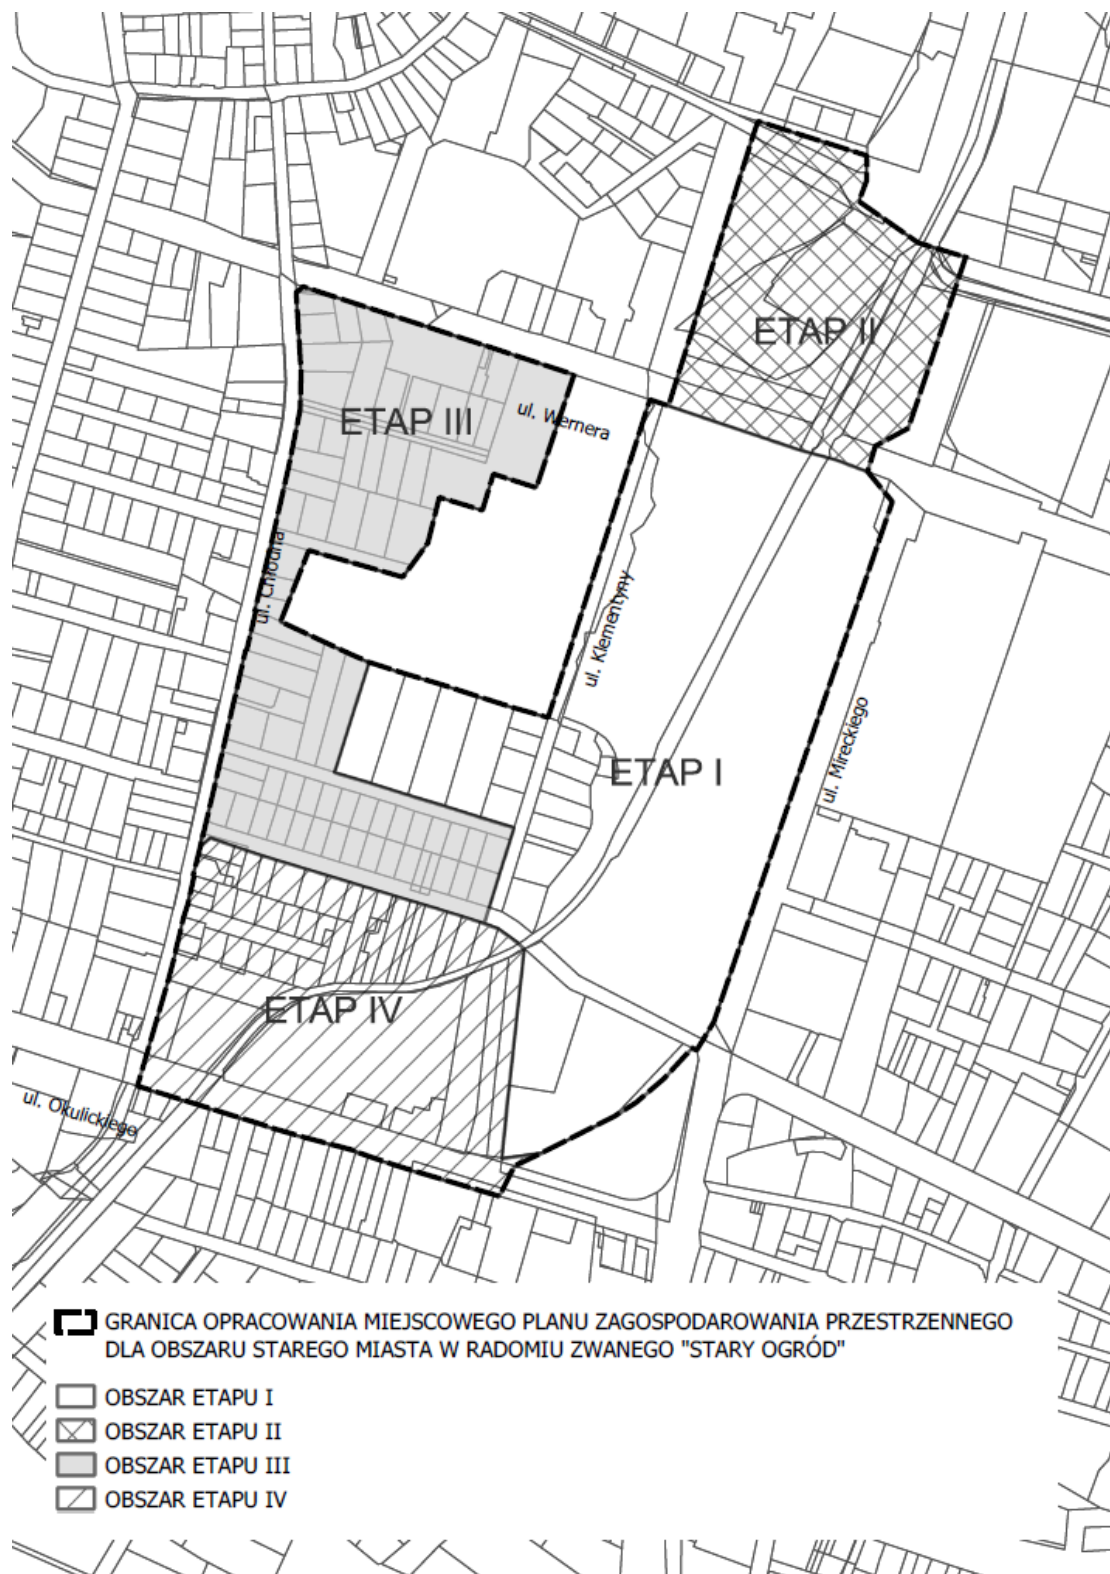 ETAP II
ETAP III
ul. Wernera
ul. Chłodna
ul. Klementyny
ETAP I
ul. Mireckiego
ETAP IV
ul. Okulickiego
GRANICA OPRACOWANIA MIEJSCOWEGO PLANU ZAGOSPODAROWANIA PRZESTRZENNEGO
DLA OBSZARU STAREGO MIASTA W RADOMIU ZWANEGO "STARY OGRÓD"
OBSZAR ETAPU I
OBSZAR ETAPU II
OBSZAR ETAPU III
OBSZAR ETAPU IV